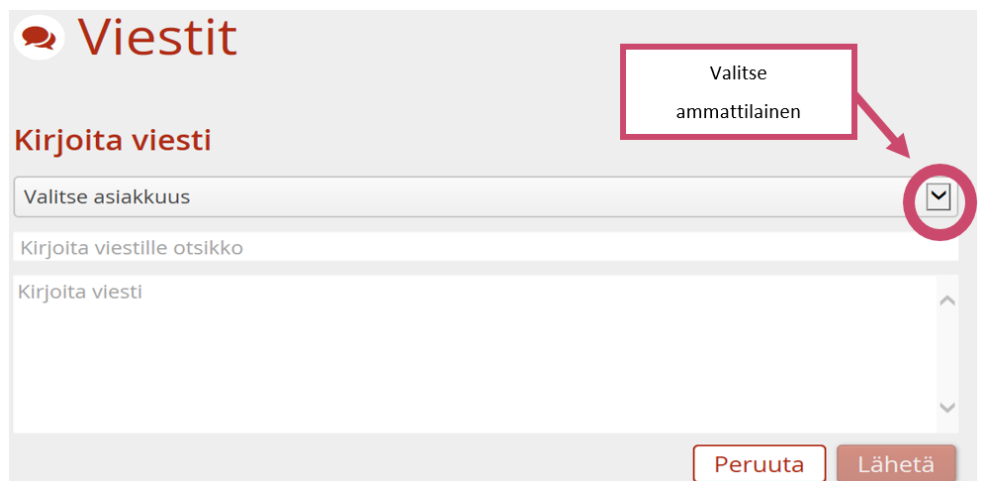 Viestit
Valitse
ammattilainen
Kirjoita viesti
Valitse asiakkuus
Kirjoita viestille otsikko
Kirjoita viesti
Peruuta
Lähetä